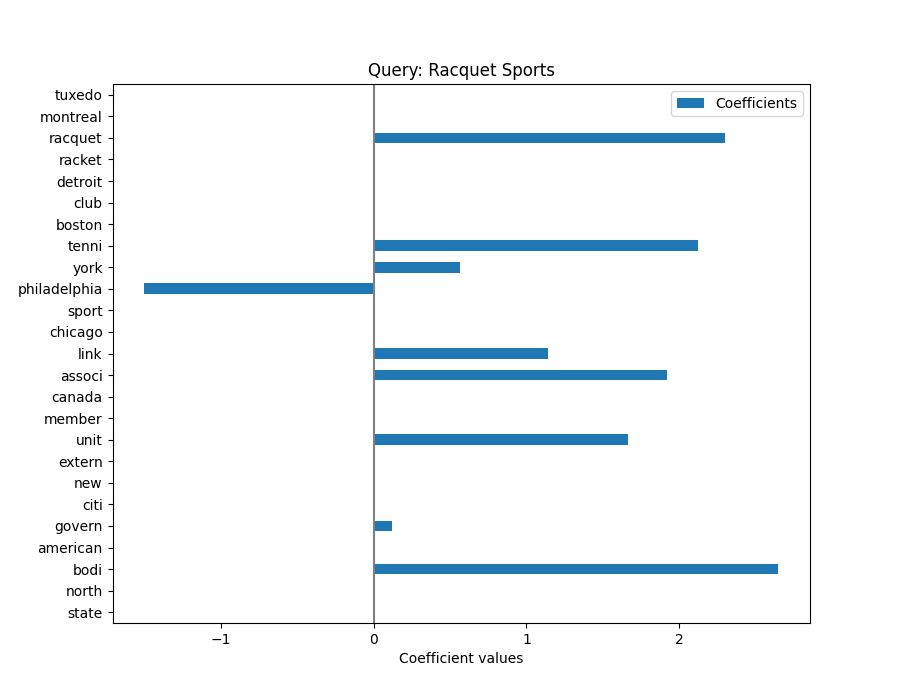 Query: Racquet Sports
Coefficients
tuxedo
montreal
racquet
racket
detroit
club
boston
tenni
york
philadelphia
sport
chicago
link
associ
canada
member
unit
extern
new
citi
govern
american
bodi
north
state
−1 0 1 2
Coefficient values